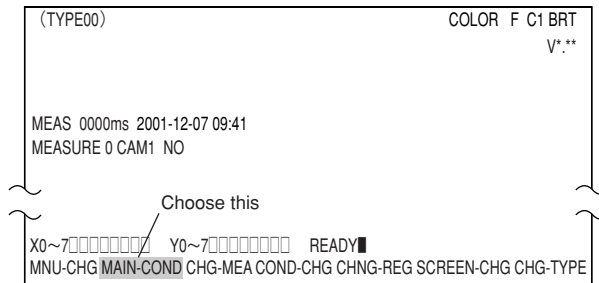 (TYPE00) COLOR F C1 BRT
V*.**
MEAS 0000ms 2001-12-07 09:41
MEASURE 0 CAM1 NO
Choose this
X0~7□□□□□□□□ Y0~7□□□□□□□□ READY■
MNU-CHG MAIN-COND CHG-MEA COND-CHG CHNG-REG SCREEN-CHG CHG-TYPE